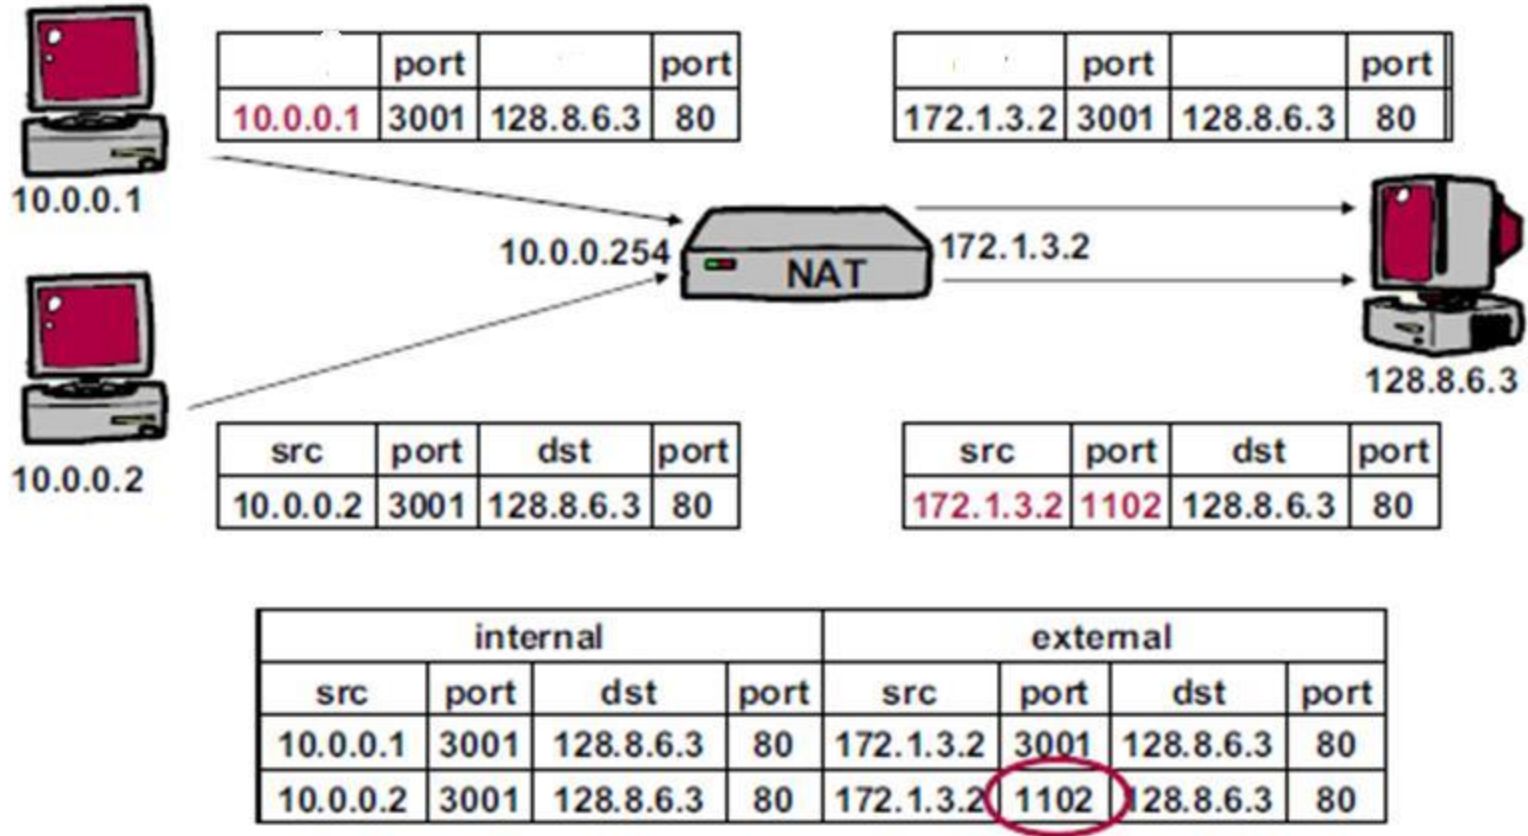 port port
10.0.0.1 3001 128.8.6.3 80
port port
172.1.3.2 3001 128.8.6.3 80
10.0.0.1
10.0.0.254
NAT
172.1.3.2
128.8.6.3
10.0.0.2
src port dst port
10.0.0.2 3001 128.8.6.3 80
src port dst port
172.1.3.2 1102 128.8.6.3 80
internal external
src port dst port src port dst port
10.0.0.1 3001 128.8.6.3 80 172.1.3.2 3001 128.8.6.3 80
10.0.0.2 3001 128.8.6.3 80 172.1.3.2 1102 128.8.6.3 80